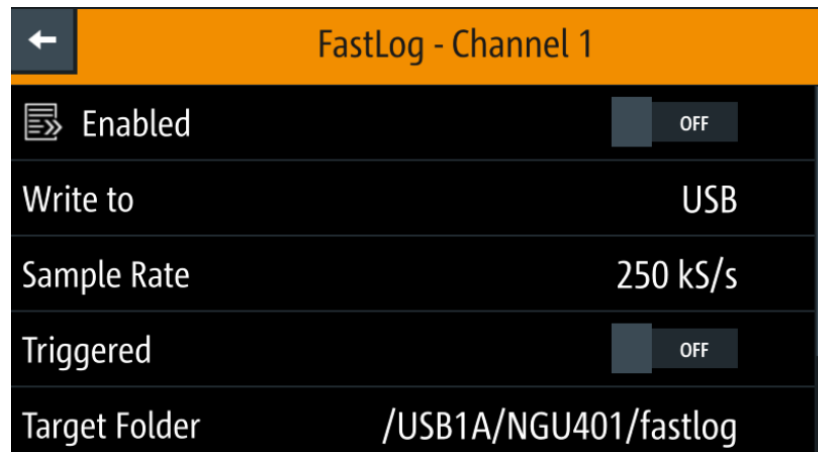 FastLog - Channel 1
Enabled OFF
Write to USB
Sample Rate 250 kS/s
Triggered OFF
Target Folder /USB1A/NGU401/fastlog